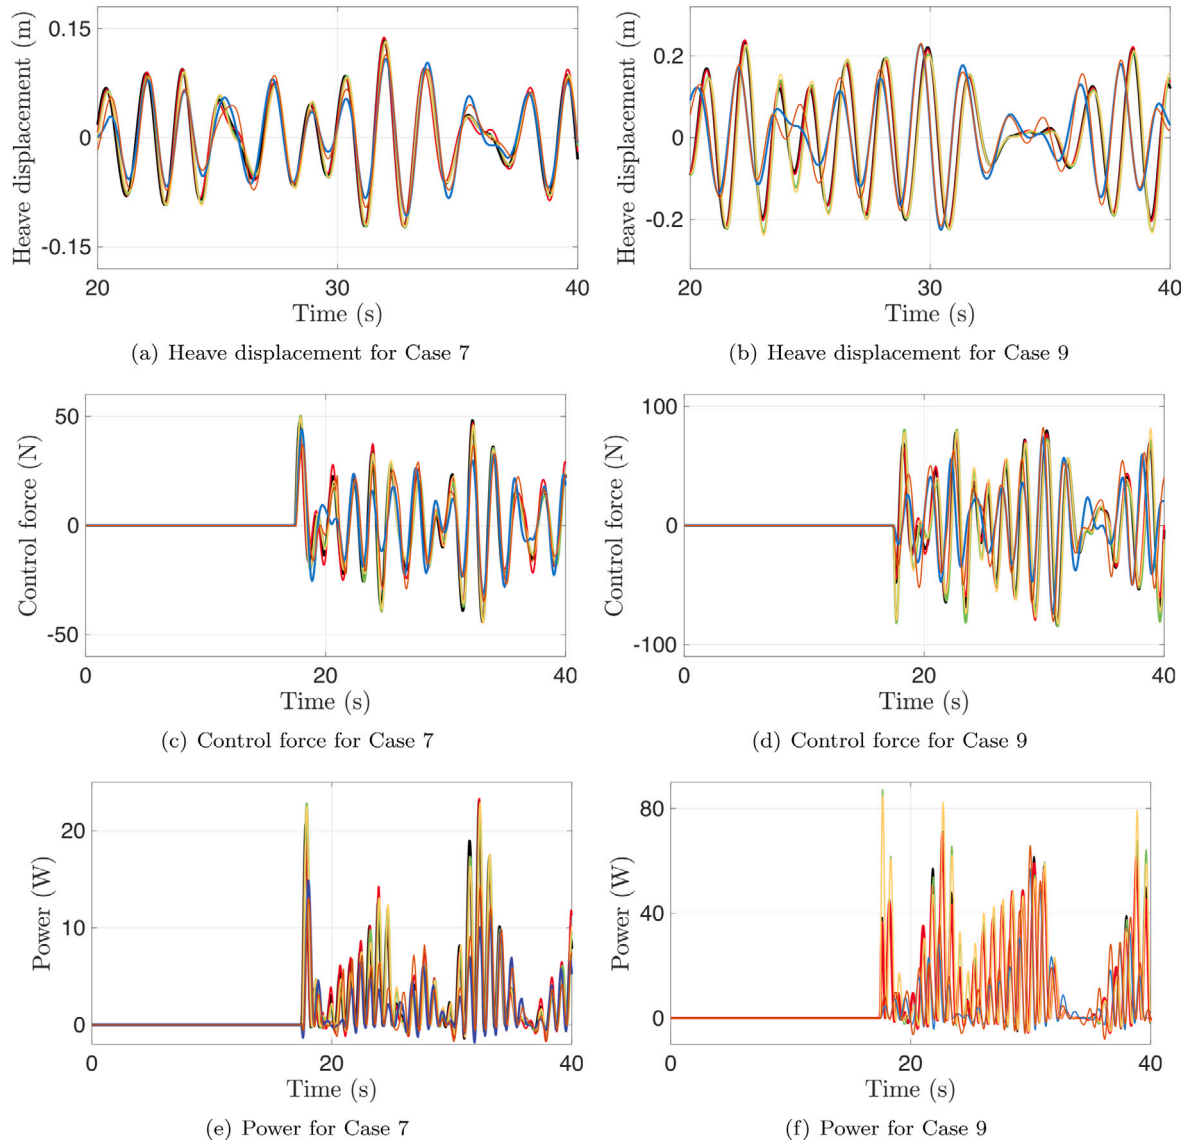 Heave displacement (m)
0.15
0
-0.15
20
30
40
Time (s)
(a) Heave displacement for Case 7
Heave displacement (m)
0.2
0
-0.2
20
30
40
Time (s)
(b) Heave displacement for Case 9
Control force (N)
50
0
-50
0
20
40
Time (s)
(c) Control force for Case 7
Control force (N)
100
0
-100
0
20
40
Time (s)
(d) Control force for Case 9
Power (W)
20
10
0
0
20
40
Time (s)
(e) Power for Case 7
Power (W)
80
40
0
0
20
40
Time (s)
(f) Power for Case 9